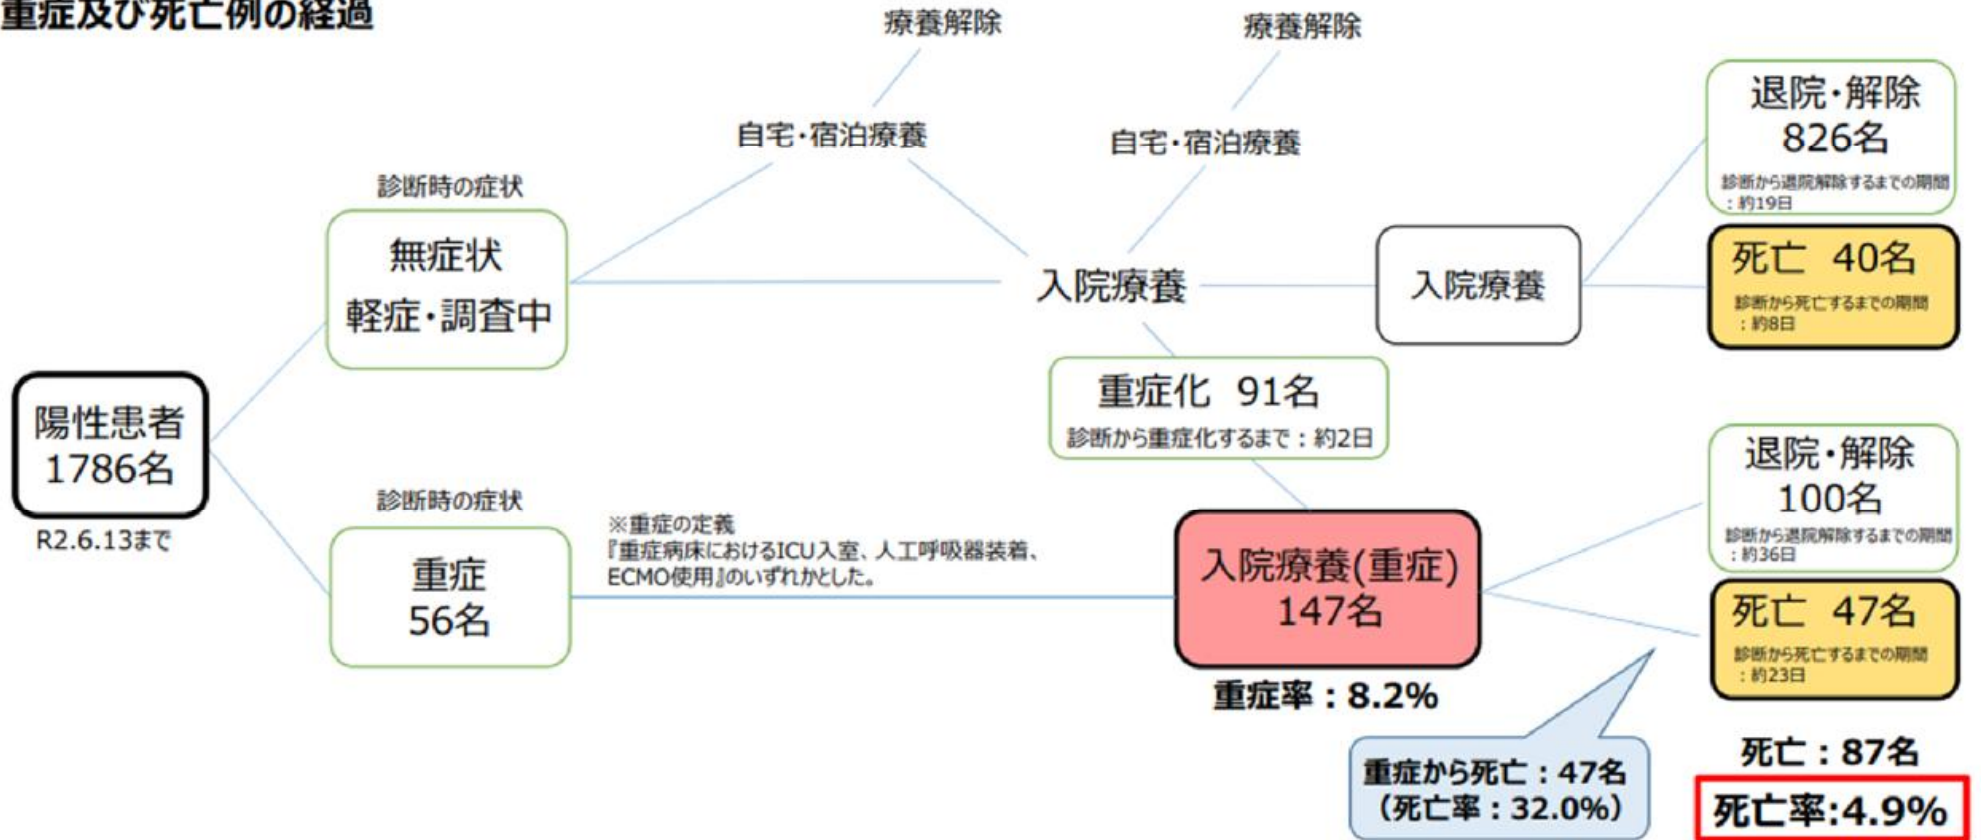 重症及び死亡例の経過
療養解除
療養解除
自宅・宿泊療養
自宅・宿泊療養
診断時の症状
無症状
軽症・調査中
入院療養
入院療養
退院・解除
826名
診断から退院解除するまでの期間
：約19日
死亡 40名
診断から死亡するまでの期間
：約8日
陽性患者
1786名
R2.6.13まで
重症化 91名
診断から重症化するまで：約2日
診断時の症状
重症
56名
※重症の定義
『重症病床におけるICU入室、人工呼吸器装着、
ECMO使用』のいずれかとした。
入院療養(重症)
147名
重症率：8.2%
退院・解除
100名
診断から退院解除するまでの期間
：約36日
死亡 47名
診断から死亡するまでの期間
：約23日
重症から死亡：47名
（死亡率：32.0%）
死亡：87名
死亡率:4.9%